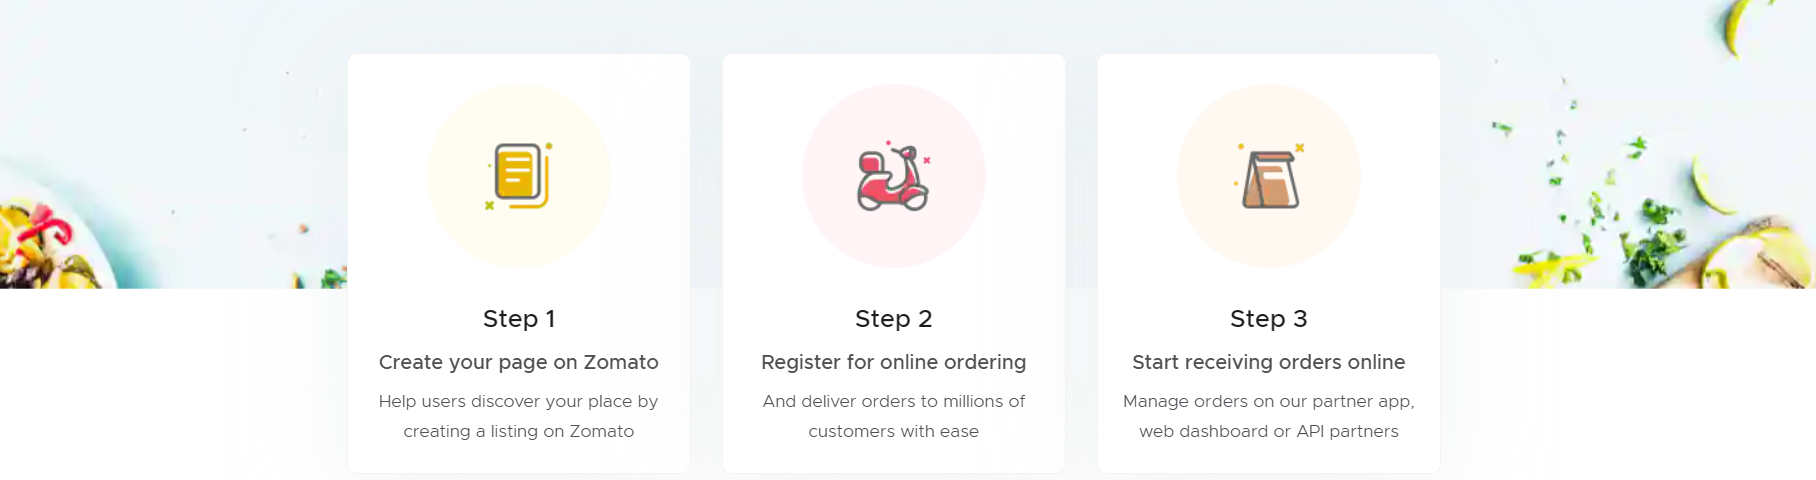 Step 1
Create your page on Zomato
Help users discover your place by
creating a listing on Zomato
Step 2
Register for online ordering
And deliver orders to millions of
customers with ease
Step 3
Start receiving orders online
Manage orders on our partner app,
web dashboard or API partners